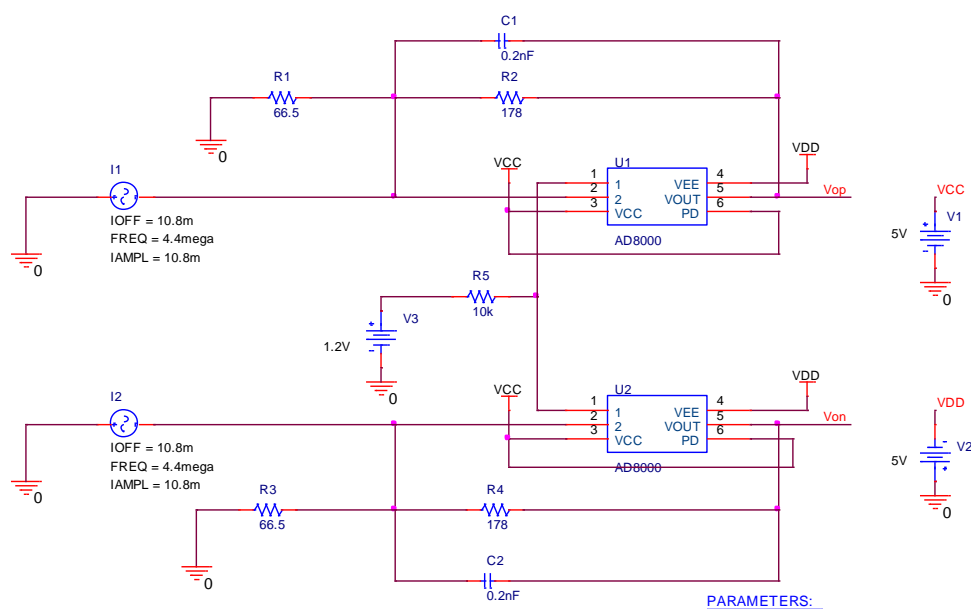 C1
0.2nF
R1
66.5
R2
178
0
I1
IOFF = 10.8m
FREQ = 4.4mega
IAMPL = 10.8m
0
VCC
U1
VDD
1 1 VEE 4
2 2 VOUT 5
3 VCC PD 6
AD8000
Vop
VCC
V1
5V
0
R5
10k
V3
1.2V
0
I2
IOFF = 10.8m
FREQ = 4.4mega
IAMPL = 10.8m
0
VCC
U2
VDD
1 1 VEE 4
2 2 VOUT 5
3 VCC PD 6
AD8000
Von
VDD
V2
5V
0
R3
66.5
R4
178
0
C2
0.2nF
PARAMETERS: